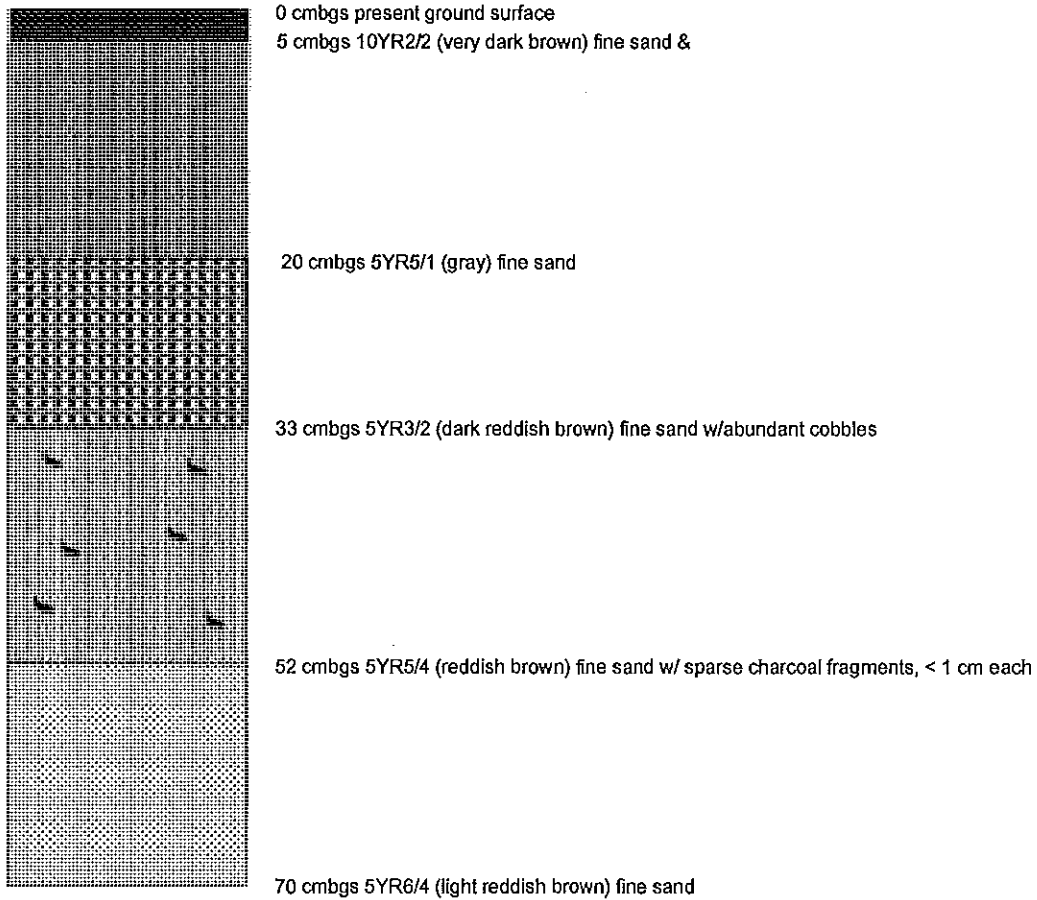 0 cmbgs present ground surface
5 cmbgs 10YR2/2 (very dark brown) fine sand &
20 cmbgs 5YR5/1 (gray) fine sand
33 cmbgs 5YR3/2 (dark reddish brown) fine sand w/abundant cobbles
52 cmbgs 5YR5/4 (reddish brown) fine sand w/ sparse charcoal fragments, < 1 cm each
70 cmbgs 5YR6/4 (light reddish brown) fine sand